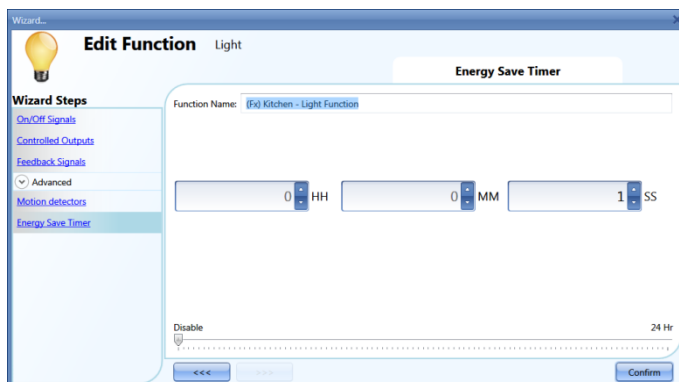 Wizard...
Edit Function Light
Energy Save Timer
Wizard Steps
On/Off Signals
Controlled Outputs
Feedback Signals
Advanced
Motion detectors
Energy Save Timer
Function Name: (Fx) Kitchen - Light Function
0 HH 0 MM 1 SS
Disable 24 Hr
<<< >>> Confirm